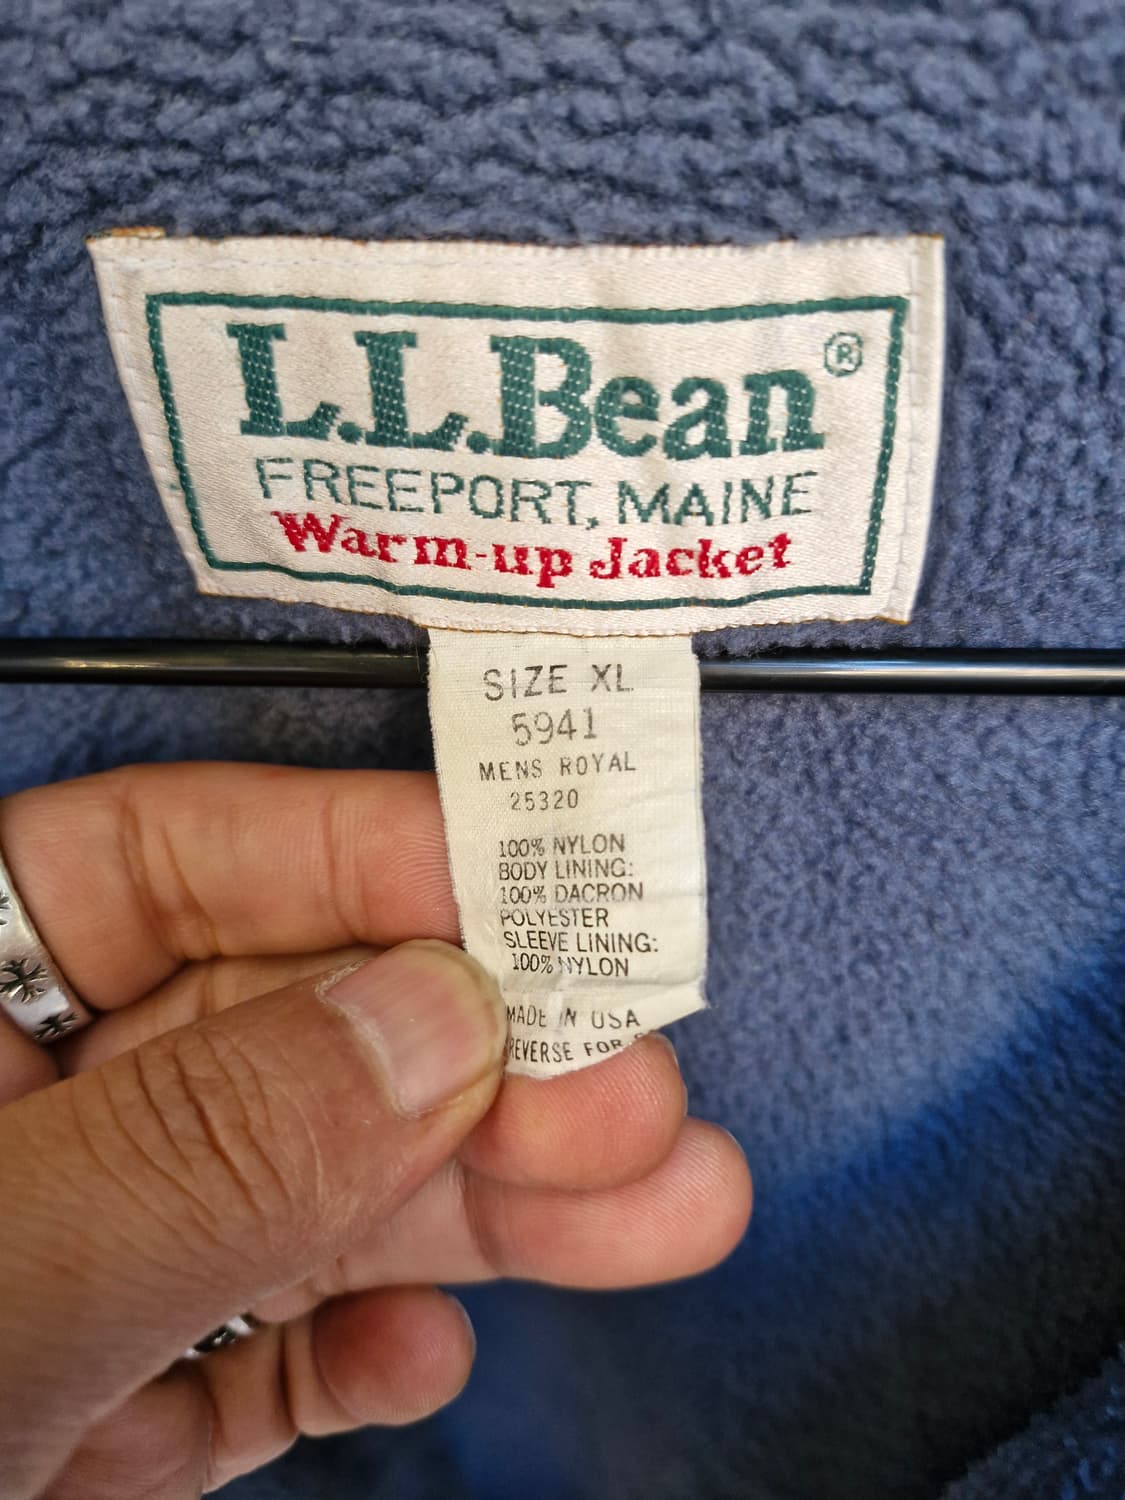 L.L.Bean®
FREEPORT, MAINE
Warm-up Jacket
SIZE XL
5941
MENS ROYAL
25320
100% NYLON
BODY LINING:
100% DACRON
POLYESTER
SLEEVE LINING:
100% NYLON
MADE IN USA
REVERSE FOR